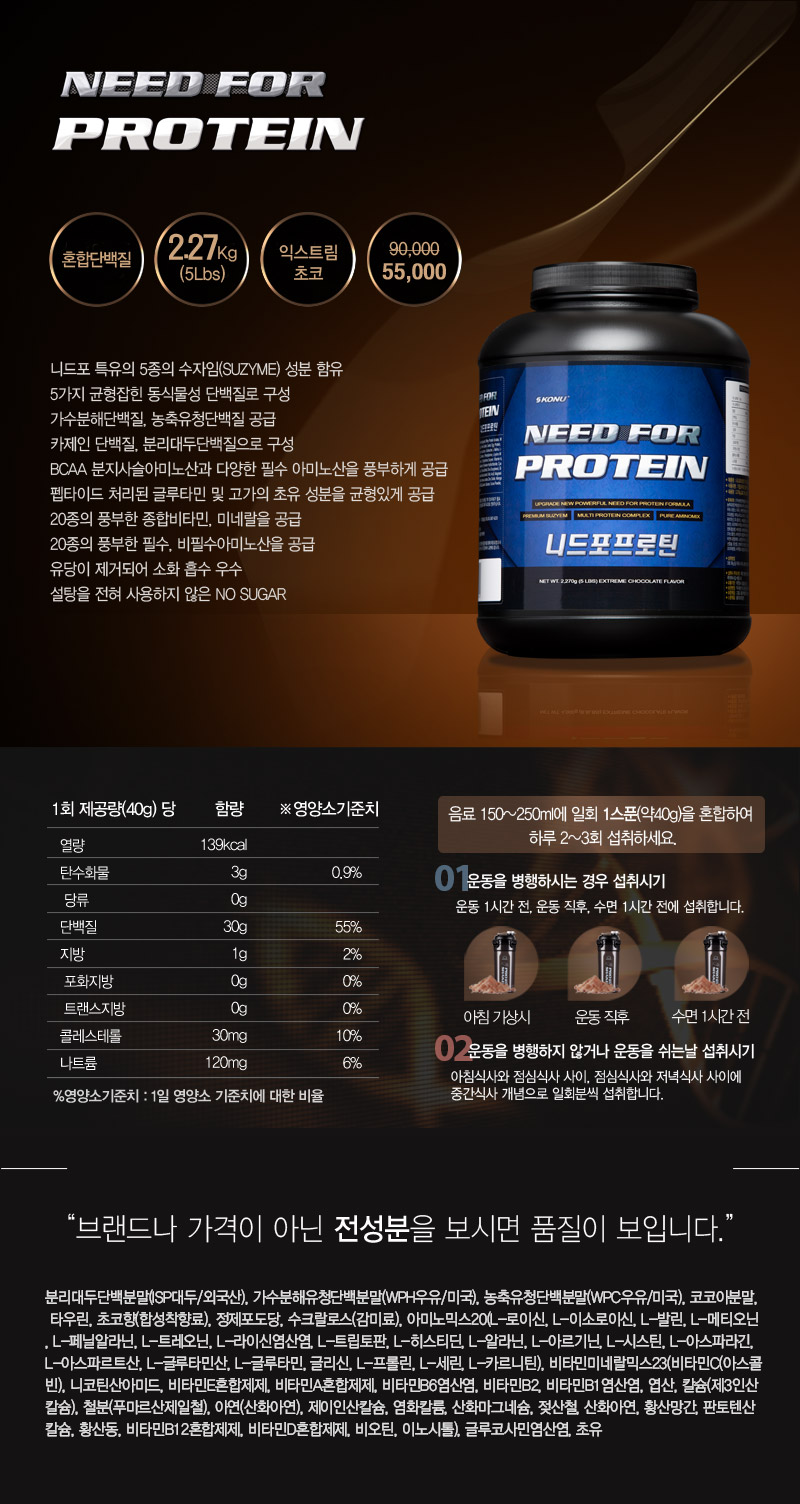 NEED FOR
PROTEIN
혼합단백질
2.27Kg
(5Lbs)
익스트림
초코
90,000
55,000
니드포 특유의 5종의 수자임(SUZYME) 성분 함유
5가지 균형잡힌 동식물성 단백질로 구성
가수분해단백질, 농축유청단백질 공급
카제인 단백질, 분리대두단백질으로 구성
BCAA 분지사슬아미노산과 다양한 필수 아미노산을 풍부하게 공급
펩타이드 처리된 글루타민 및 고가의 초유 성분을 균형있게 공급
20종의 풍부한 종합비타민, 미네랄을 공급
20종의 풍부한 필수, 비필수아미노산을 공급
유당이 제거되어 소화 흡수 우수
설탕을 전혀 사용하지 않은 NO SUGAR
SKONU
NEED FOR
PROTEIN
UPGRADE NEW POWERFUL NEED FOR PROTEIN FORMULA
PREMIUM SUZYEM MULTI PROTEIN COMPLEX PURE AMINOMIX
니드포프로틴
NET WT. 2,270g (5 LBS) EXTREME CHOCOLATE FLAVOR
1회 제공량(40g) 당 함량 ※영양소기준치
열량 139kcal
탄수화물 3g 0.9%
당류 0g
단백질 30g 55%
지방 1g 2%
포화지방 0g 0%
트랜스지방 0g 0%
콜레스테롤 30mg 10%
나트륨 120mg 6%
%영양소기준치 : 1일 영양소 기준치에 대한 비율
음료 150~250ml에 일회 1스푼(약40g)을 혼합하여
하루 2~3회 섭취하세요.
01 운동을 병행하시는 경우 섭취시기
운동 1시간 전, 운동 직후, 수면 1시간 전에 섭취합니다.
아침 기상시 운동 직후 수면 1시간 전
02 운동을 병행하지 않거나 운동을 쉬는날 섭취시기
아침식사와 점심식사 사이, 점심식사와 저녁식사 사이에
중간식사 개념으로 일회분씩 섭취합니다.
“브랜드나 가격이 아닌 전성분을 보시면 품질이 보입니다.”
분리대두단백분말(ISP대두/외국산), 가수분해유청단백분말(WPH우유/미국), 농축유청단백분말(WPC우유/미국), 코코아분말,
타우린, 초코향(합성착향료), 정제포도당, 수크랄로스(감미료), 아미노믹스20(L-로이신, L-이소로이신, L-발린, L-메티오닌
, L-페닐알라닌, L-트레오닌, L-라이신염산염, L-트립토판, L-히스티딘, L-알라닌, L-아르기닌, L-시스틴, L-아스파라긴,
L-아스파르트산, L-글루타민산, L-글루타민, 글리신, L-프롤린, L-세린, L-카르니틴), 비타민미네랄믹스23(비타민C(아스콜
빈), 니코틴산아미드, 비타민E혼합제제, 비타민A혼합제제, 비타민B6염산염, 비타민B2, 비타민B1염산염, 엽산, 칼슘(제3인산
칼슘), 철분(푸마르산제일철), 아연(산화아연), 제이인산칼슘, 염화칼륨, 산화마그네슘, 젖산철, 산화아연, 황산망간, 판토텐산
칼슘, 황산동, 비타민B12혼합제제, 비타민D혼합제제, 비오틴, 이노시톨), 글루코사민염산염, 초유